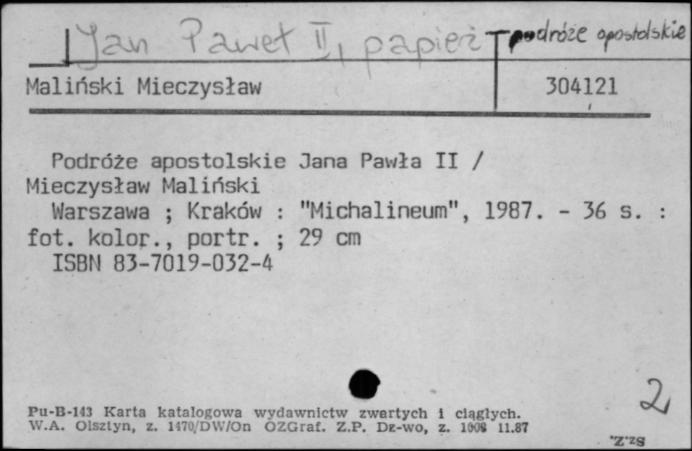 Jan Paweł II, papież - podróże apostolskie
Maliński Mieczysław 304121
Podróże apostolskie Jana Pawła II /
Mieczysław Maliński
Warszawa ; Kraków : "Michalineum", 1987. - 36 s. :
fot. kolor., portr. ; 29 cm
ISBN 83-7019-032-4
2
Pu-B-143 Karta katalogowa wydawnictw zwartych i ciągłych.
W.A. Olsztyn, z. 1470/DW/On OZGraf. Z.P. Dz-wo, z. 11.87